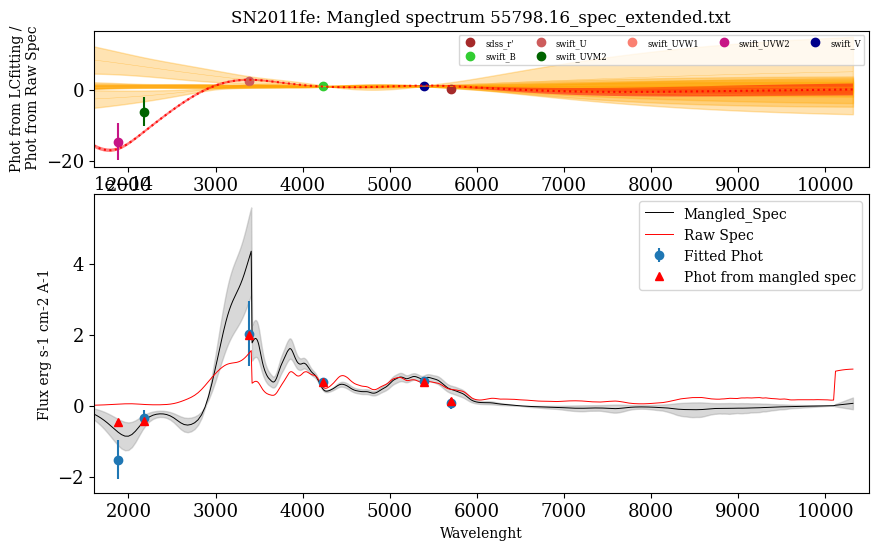 SN2011fe: Mangled spectrum 55798.16_spec_extended.txt
Phot from LCfitting /
Phot from Raw Spec
0
−20
sdss_r' swift_U swift_UVW1 swift_UVW2 swift_V
swift_B swift_UVM2
2000 3000 4000 5000 6000 7000 8000 9000 10000
1e−14
Flux erg s-1 cm-2 A-1
4
2
0
−2
Mangled_Spec
Raw Spec
Fitted Phot
Phot from mangled spec
2000 3000 4000 5000 6000 7000 8000 9000 10000
Wavelenght